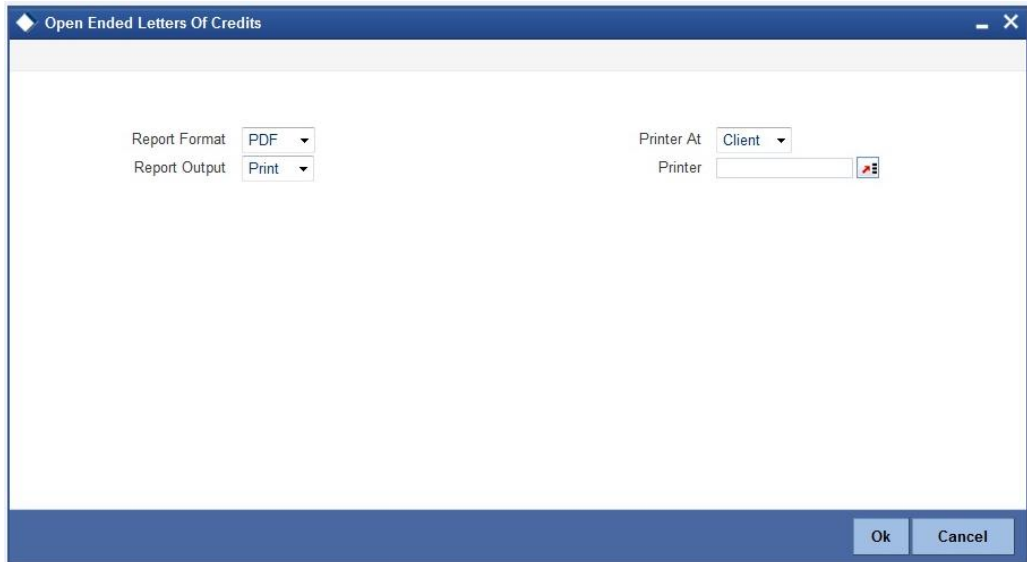 Open Ended Letters Of Credits
Report Format PDF Printer At Client
Report Output Print Printer
Ok Cancel